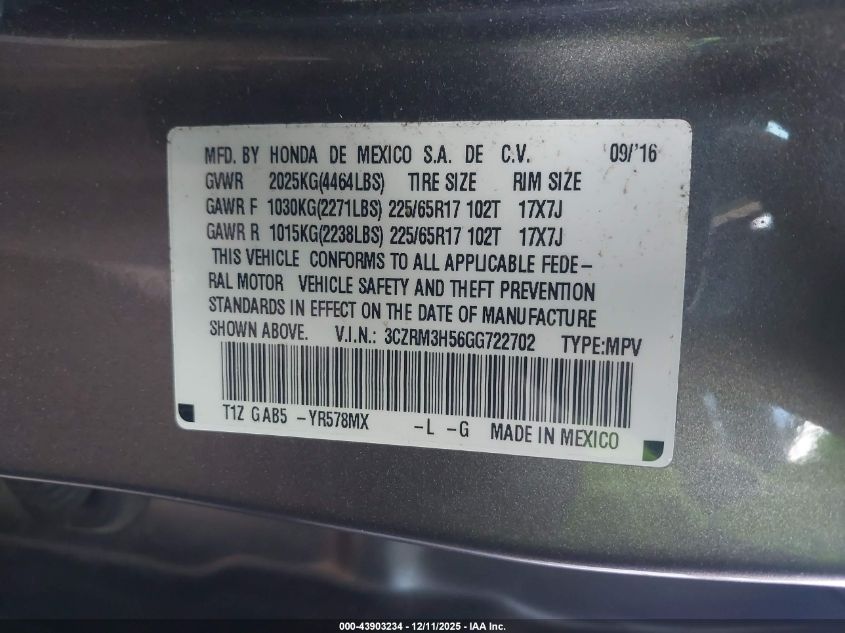 MFD. BY HONDA DE MEXICO S.A. DE C.V. 09/'16
GVWR 2025KG(4464LBS) TIRE SIZE RIM SIZE
GAWR F 1030KG(2271LBS) 225/65R17 102T 17X7J
GAWR R 1015KG(2238LBS) 225/65R17 102T 17X7J
THIS VEHICLE CONFORMS TO ALL APPLICABLE FEDE-
RAL MOTOR VEHICLE SAFETY AND THEFT PREVENTION
STANDARDS IN EFFECT ON THE DATE OF MANUFACTURE
SHOWN ABOVE. V.I.N.: 3CZRM3H56GG722702 TYPE:MPV
T1Z GAB5 -YR578MX -L -G MADE IN MEXICO
000-43903234 - 12/11/2025 - IAA Inc.